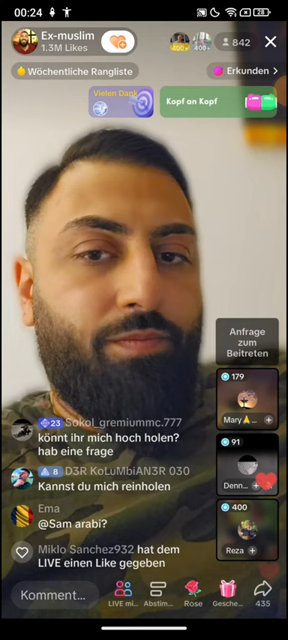 00:24
28
Ex-muslim
1.3M Likes
400+
400+
842
Wöchentliche Rangliste
Erkunden >
Vielen Dank
Kopf an Kopf
Anfrage
zum
Beitreten
179
Mary
91
Denn...
400
Reza
23 Sokol_gremiummc.777
könnt ihr mich hoch holen?
hab eine frage
8 D3R KoLuMbiAN3R 030
Kannst du mich reinholen
Ema
@Sam arabi?
Miklo Sanchez932 hat dem
LIVE einen Like gegeben
Komment...
LIVE mi...
Abstim...
Rose
Gesche...
435